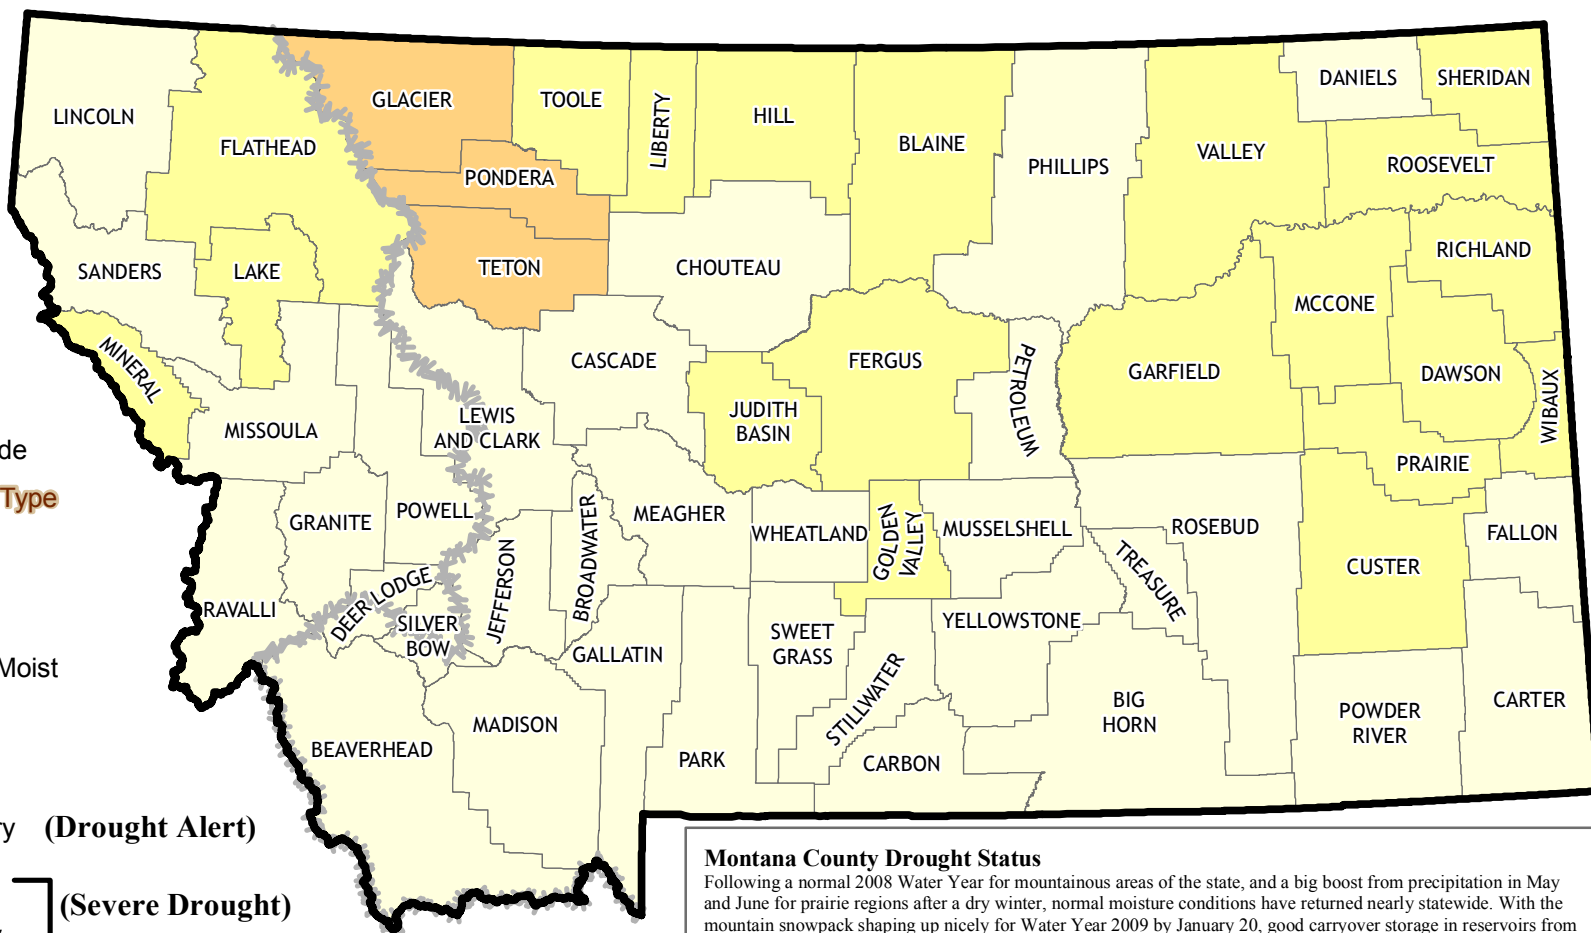 LINCOLN
FLATHEAD
GLACIER
TOOLE
LIBERTY
HILL
BLAINE
PHILLIPS
VALLEY
DANIELS
SHERIDAN
ROOSEVELT
PONDERA
TETON
CHOUTEAU
SANDERS
LAKE
RICHLAND
MCCONE
MINERAL
CASCADE
FERGUS
PETROLEUM
GARFIELD
DAWSON
WIBAUX
JUDITH
BASIN
MISSOULA
LEWIS
AND CLARK
PRAIRIE
de
Type
GRANITE
POWELL
MEAGHER
WHEATLAND
GOLDEN
VALLEY
MUSSELSHELL
ROSEBUD
FALLON
CUSTER
TREASURE
BROADWATER
JEFFERSON
DEER LODGE
RAVALLI
SILVER
BOW
GALLATIN
SWEET
GRASS
YELLOWSTONE
STILLWATER
Moist
BEAVERHEAD
MADISON
PARK
CARBON
BIG
HORN
POWDER
RIVER
CARTER
ry (Drought Alert)
(Severe Drought)
Montana County Drought Status
Following a normal 2008 Water Year for mountainous areas of the state, and a big boost from precipitation in May
and June for prairie regions after a dry winter, normal moisture conditions have returned nearly statewide. With the
mountain snowpack shaping up nicely for Water Year 2009 by January 20, good carryover storage in reservoirs from